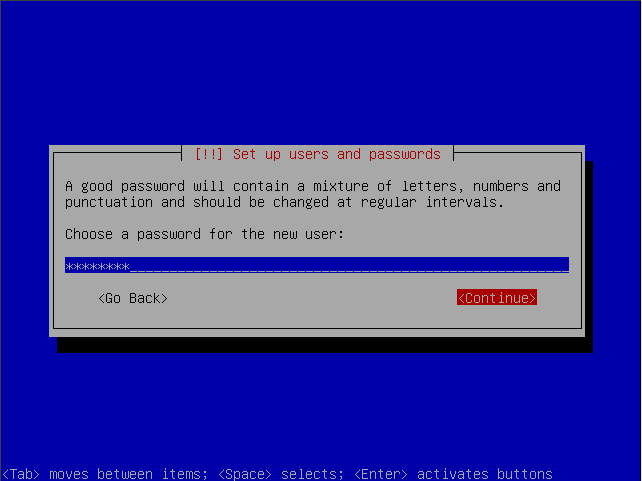 [!!] Set up users and passwords
A good password will contain a mixture of letters, numbers and
punctuation and should be changed at regular intervals.
Choose a password for the new user:
********_______________________________________________________
<Go Back> <Continue>
<Tab> moves between items; <Space> selects; <Enter> activates buttons